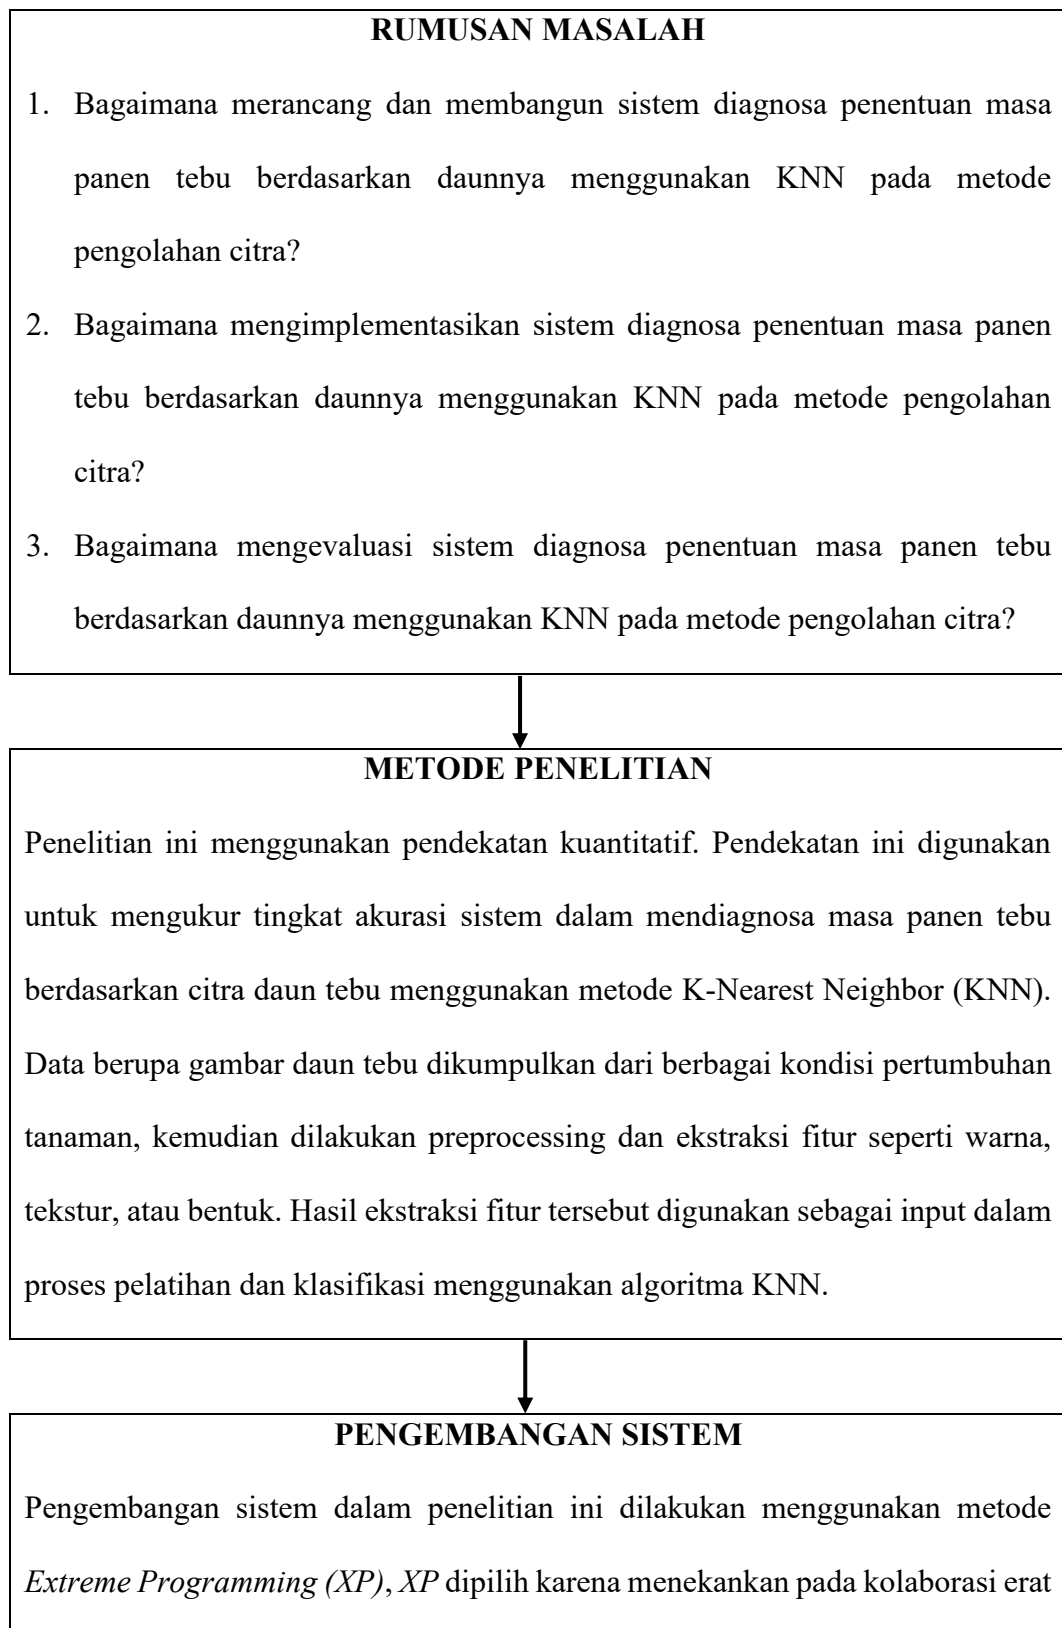 RUMUSAN MASALAH
1. Bagaimana merancang dan membangun sistem diagnosa penentuan masa
panen tebu berdasarkan daunnya menggunakan KNN pada metode
pengolahan citra?
2. Bagaimana mengimplementasikan sistem diagnosa penentuan masa panen
tebu berdasarkan daunnya menggunakan KNN pada metode pengolahan
citra?
3. Bagaimana mengevaluasi sistem diagnosa penentuan masa panen tebu
berdasarkan daunnya menggunakan KNN pada metode pengolahan citra?
METODE PENELITIAN
Penelitian ini menggunakan pendekatan kuantitatif. Pendekatan ini digunakan
untuk mengukur tingkat akurasi sistem dalam mendiagnosa masa panen tebu
berdasarkan citra daun tebu menggunakan metode K-Nearest Neighbor (KNN).
Data berupa gambar daun tebu dikumpulkan dari berbagai kondisi pertumbuhan
tanaman, kemudian dilakukan preprocessing dan ekstraksi fitur seperti warna,
tekstur, atau bentuk. Hasil ekstraksi fitur tersebut digunakan sebagai input dalam
proses pelatihan dan klasifikasi menggunakan algoritma KNN.
PENGEMBANGAN SISTEM
Pengembangan sistem dalam penelitian ini dilakukan menggunakan metode
Extreme Programming (XP), XP dipilih karena menekankan pada kolaborasi erat